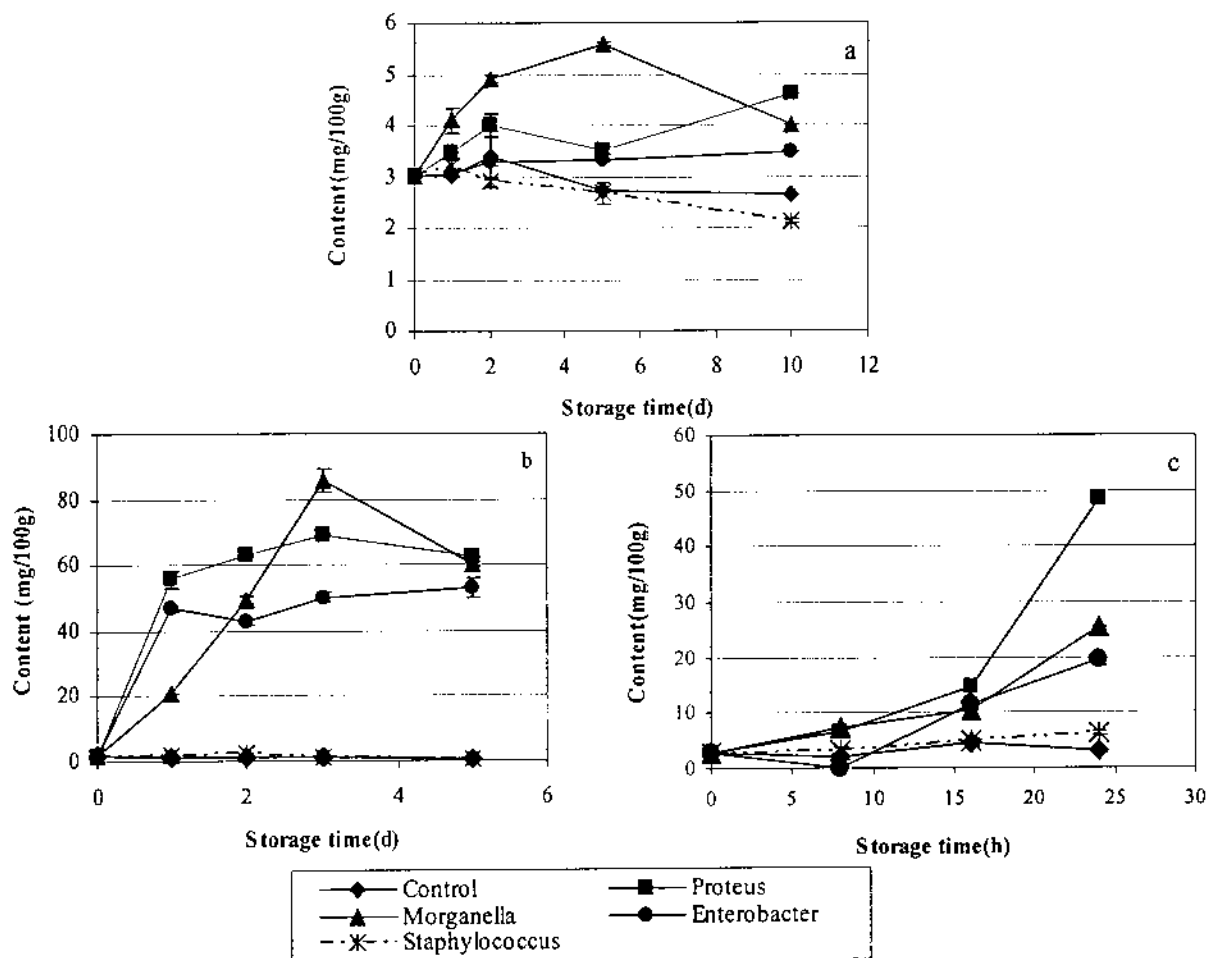 a
6
5
4
3
2
1
0
Content(mg/100g)
0 2 4 6 8 10 12
Storage time(d)
b
100
80
60
40
20
0
Content (mg/100g)
0 2 4 6
Storage time(d)
c
60
50
40
30
20
10
0
Content(mg/100g)
0 5 10 15 20 25 30
Storage time(h)
Control
Proteus
Morganella
Enterobacter
Staphylococcus